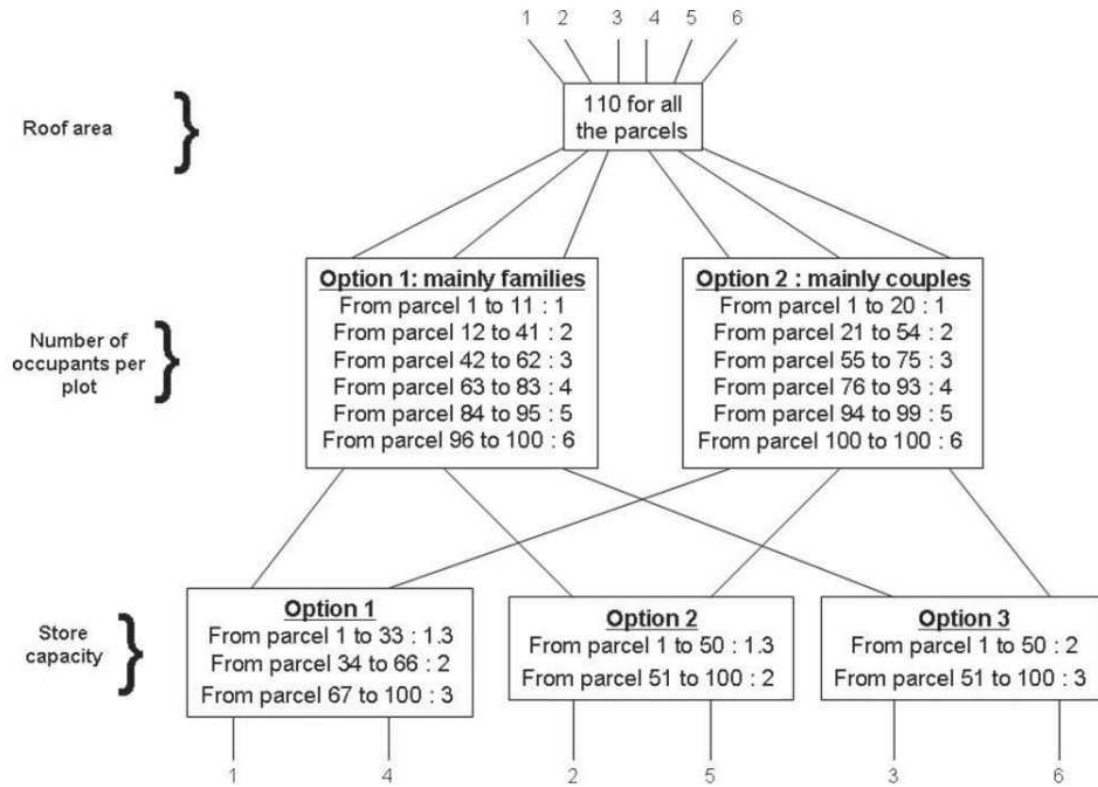 1 2 3 4 5 6
Roof area
110 for all
the parcels
Number of
occupants per
plot
Option 1: mainly families
From parcel 1 to 11 : 1
From parcel 12 to 41 : 2
From parcel 42 to 62 : 3
From parcel 63 to 83 : 4
From parcel 84 to 95 : 5
From parcel 96 to 100 : 6
Option 2 : mainly couples
From parcel 1 to 20 : 1
From parcel 21 to 54 : 2
From parcel 55 to 75 : 3
From parcel 76 to 93 : 4
From parcel 94 to 99 : 5
From parcel 100 to 100 : 6
Store
capacity
Option 1
From parcel 1 to 33 : 1.3
From parcel 34 to 66 : 2
From parcel 67 to 100 : 3
Option 2
From parcel 1 to 50 : 1.3
From parcel 51 to 100 : 2
Option 3
From parcel 1 to 50 : 2
From parcel 51 to 100 : 3
1 4 2 5 3 6